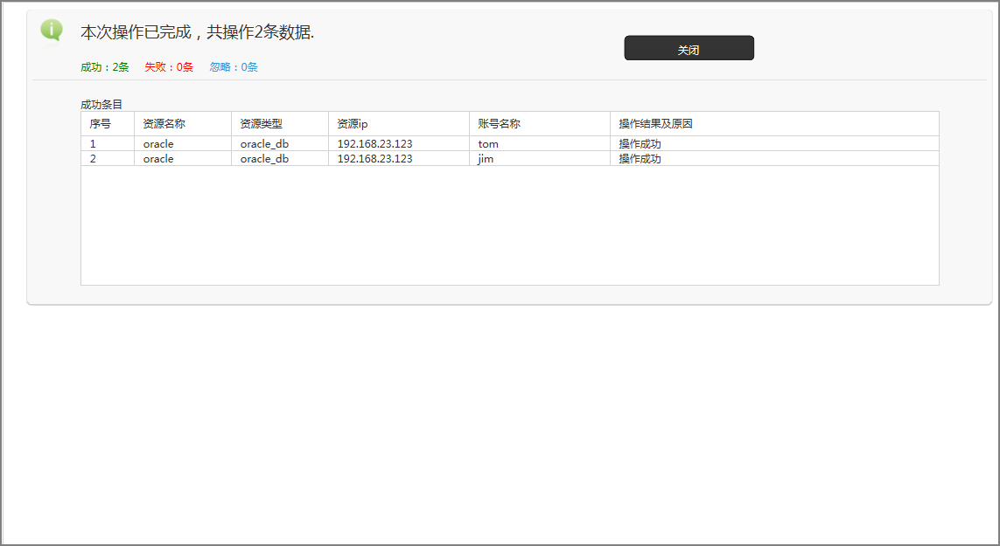 本次操作已完成，共操作2条数据.
关闭
成功：2条 失败：0条 忽略：0条
成功条目
序号 资源名称 资源类型 资源ip 账号名称 操作结果及原因
1 oracle oracle_db 192.168.23.123 tom 操作成功
2 oracle oracle_db 192.168.23.123 jim 操作成功